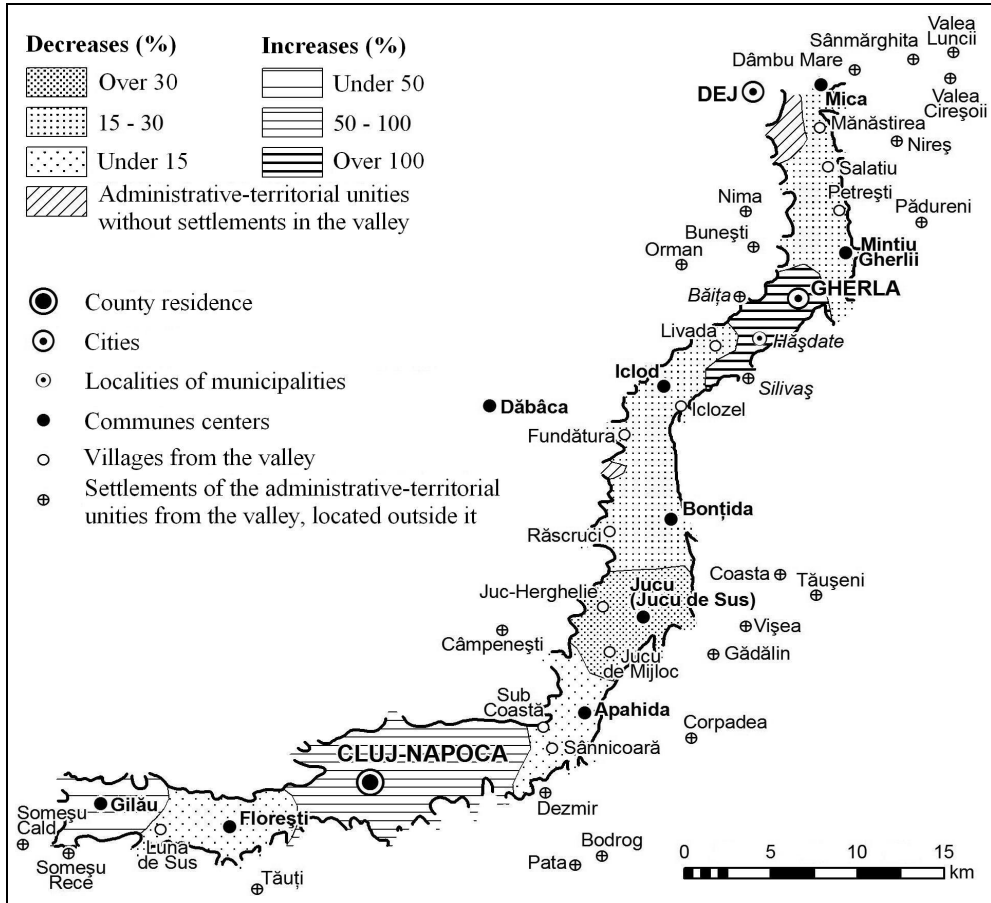 Decreases (%)
Increases (%)
Over 30
Under 50
15 - 30
50 - 100
Under 15
Over 100
Administrative-territorial unities
without settlements in the valley
County residence
Cities
Localities of municipalities
Communes centers
Villages from the valley
Settlements of the administrative-territorial
unities from the valley, located outside it
Valea
Luncii
Sânmărghita
Dâmbu Mare
DEJ
Mica
Valea
Cireşoii
Mănăstirea
Nireş
Salatiu
Petreşti
Nima
Pădureni
Buneşti
Orman
Mintiu
Gherlii
GHERLA
Băiţa
Livada
Hăşdate
Iclod
Silivaş
Dăbâca
Iclozel
Fundătura
Bonţida
Răscruci
Coasta
Tăuşeni
Juc-Herghelie
Jucu
(Jucu de Sus)
Câmpeneşti
Vişea
Gădălin
Jucu
de Mijloc
Sub
Coastă
Apahida
Corpadea
CLUJ-NAPOCA
Sânnicoară
Dezmir
Gilău
Someşu
Cald
Floreşti
Luna
de Sus
Someşu
Rece
Tăuţi
Bodrog
Pata
0 5 10 15
km